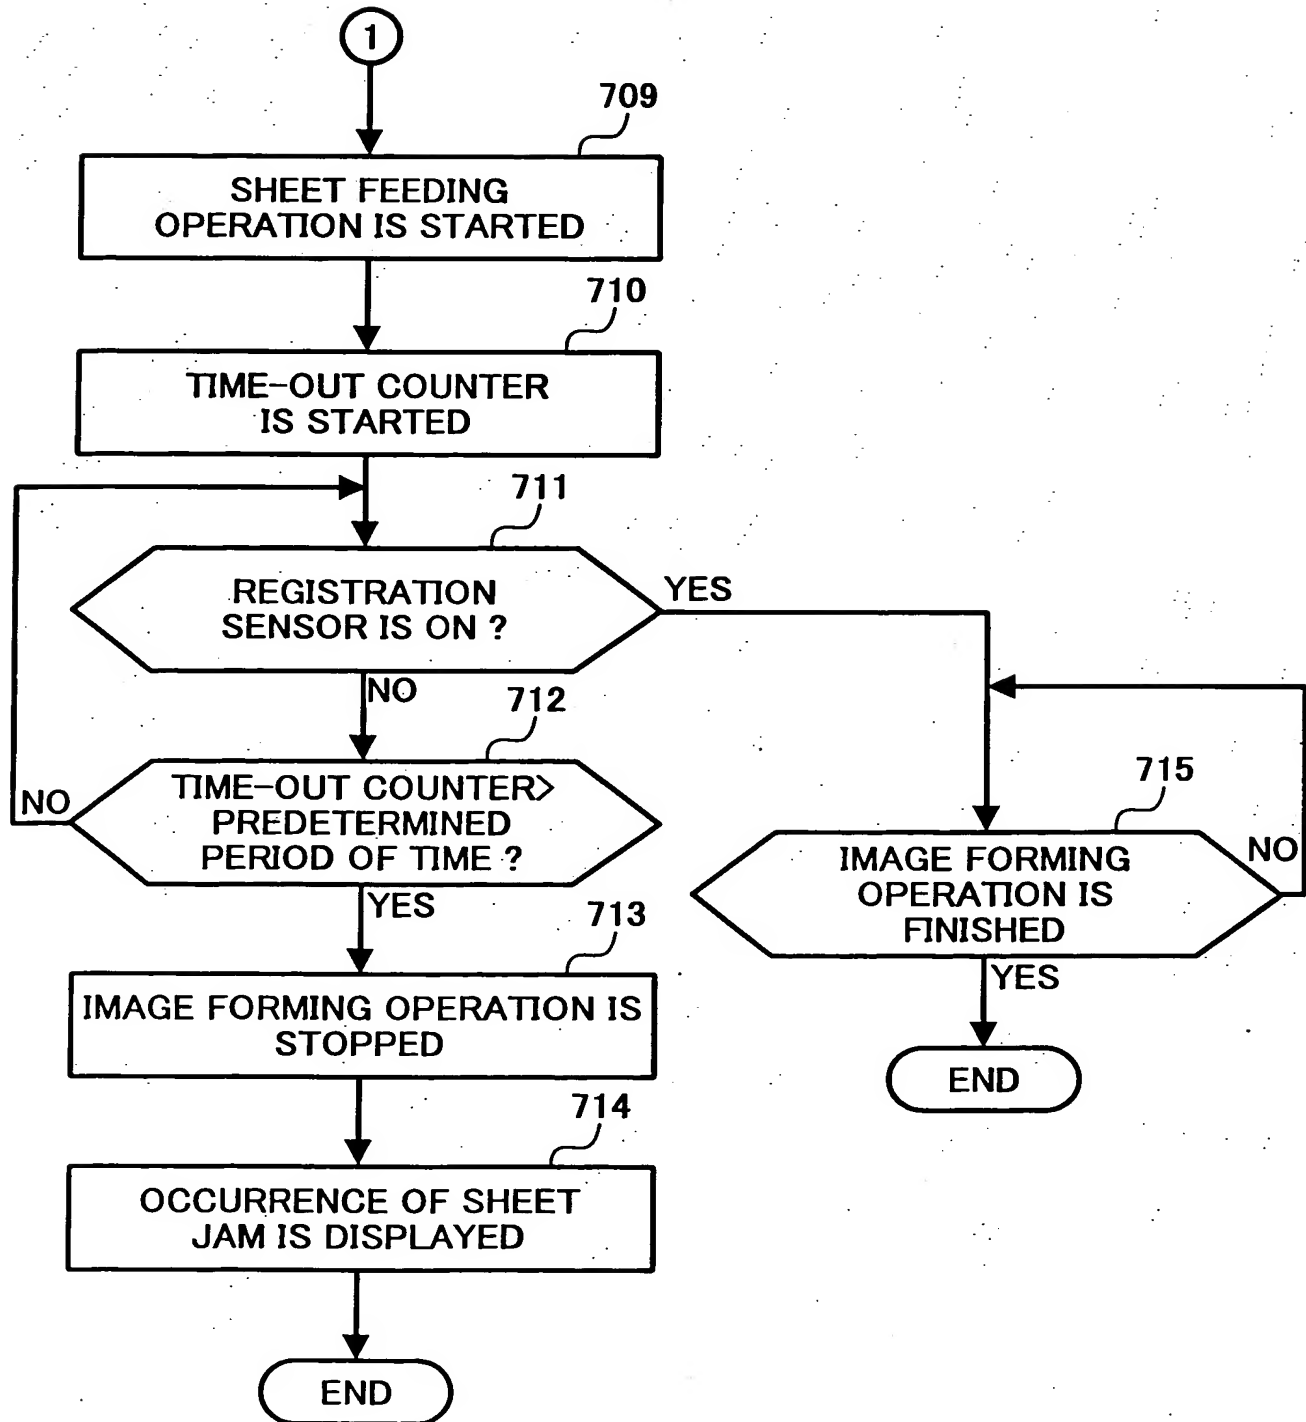 1
709
SHEET FEEDING
OPERATION IS STARTED
710
TIME-OUT COUNTER
IS STARTED
711
REGISTRATION
SENSOR IS ON ?
YES
NO
712
TIME-OUT COUNTER>
PREDETERMINED
PERIOD OF TIME ?
NO
YES
713
IMAGE FORMING OPERATION IS
STOPPED
714
OCCURRENCE OF SHEET
JAM IS DISPLAYED
END
715
IMAGE FORMING
OPERATION IS
FINISHED
NO
YES
END